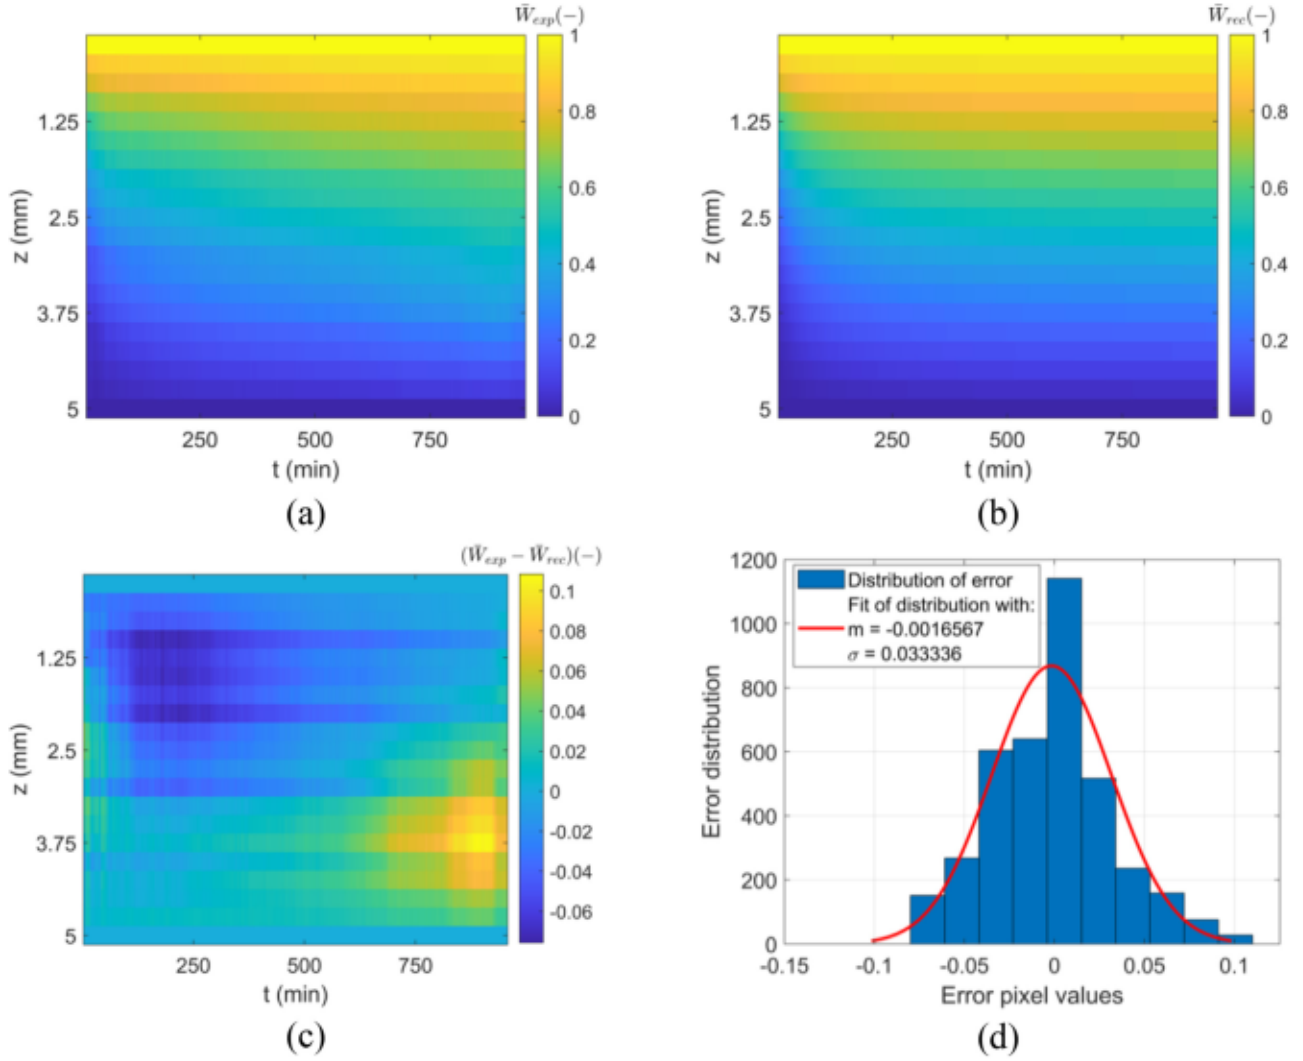 W̄exp(−)
1
0.8
0.6
0.4
0.2
0
1.25
2.5
3.75
5
z (mm)
250 500 750
t (min)
(a)
W̄rec(−)
1
0.8
0.6
0.4
0.2
0
1.25
2.5
3.75
5
z (mm)
250 500 750
t (min)
(b)
(W̄exp − W̄rec)(−)
0.1
0.08
0.06
0.04
0.02
0
-0.02
-0.04
-0.06
1.25
2.5
3.75
5
z (mm)
250 500 750
t (min)
(c)
1200
1000
800
600
400
200
0
Error distribution
Distribution of error
Fit of distribution with:
m = -0.0016567
σ = 0.033336
-0.15 -0.1 -0.05 0 0.05 0.1
Error pixel values
(d)